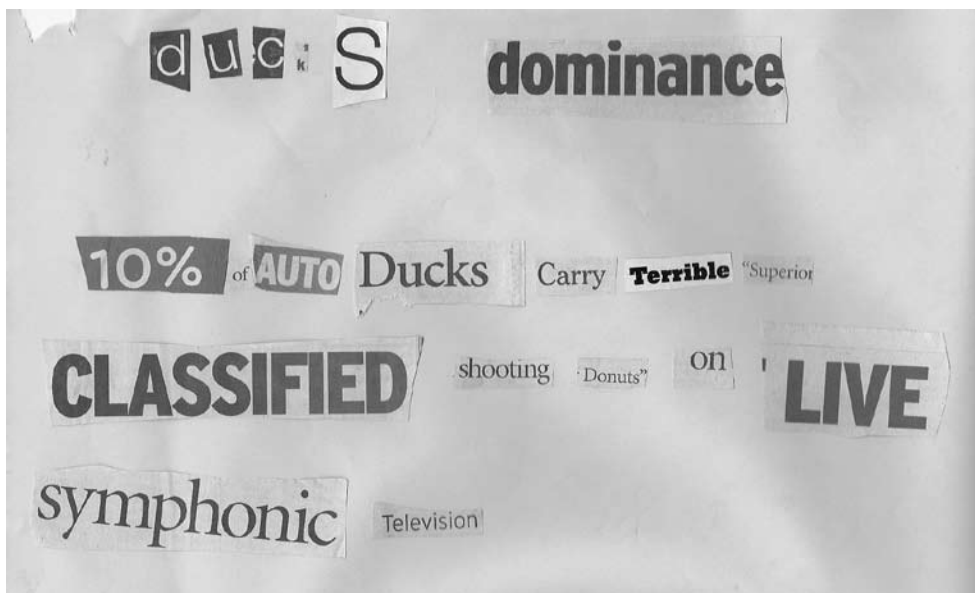 ducks dominance
10% of AUTO Ducks Carry Terrible “Superior
CLASSIFIED shooting "Donuts" on LIVE
symphonic Television